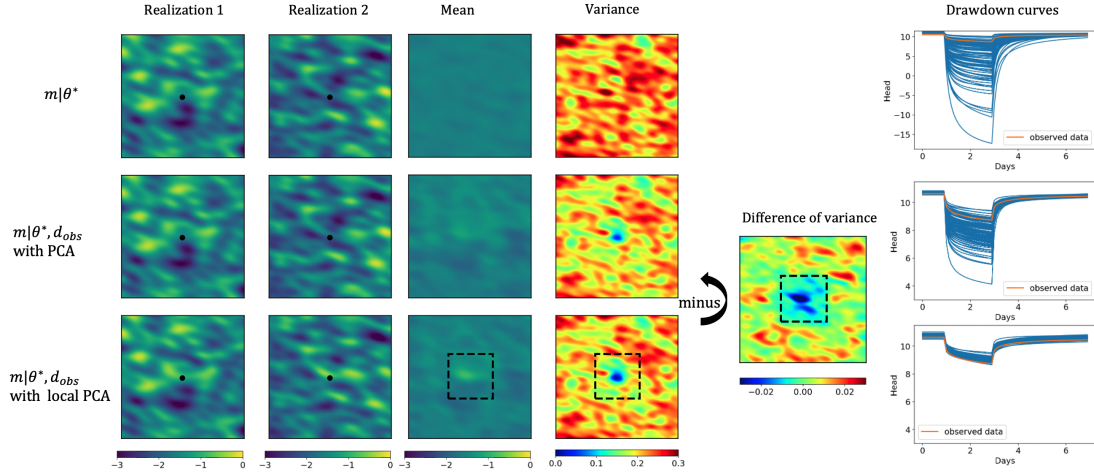 Realization 1
Realization 2
Mean
Variance
Drawdown curves
m|θ*
10
5
0
−5
−10
−15
Head
observed data
0
2
4
6
Days
m|θ*, d_obs
with PCA
Difference of variance
10
8
6
4
Head
observed data
0
2
4
6
Days
minus
−0.02
0.00
0.02
m|θ*, d_obs
with local PCA
10
8
6
4
Head
observed data
0
2
4
6
Days
−3
−2
−1
0
−3
−2
−1
0
−3
−2
−1
0
0.0
0.1
0.2
0.3